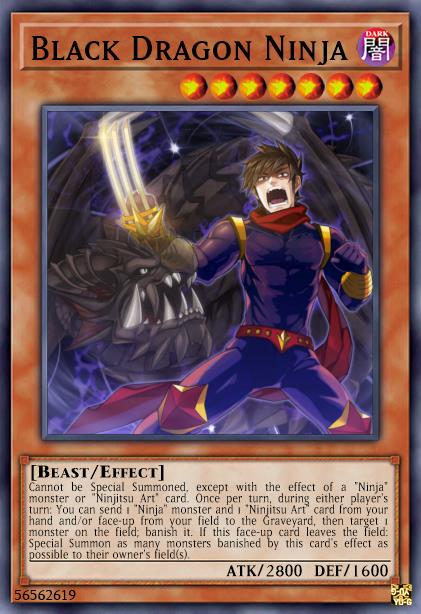 Black Dragon Ninja
DARK
闇
[Beast/Effect]
Cannot be Special Summoned, except with the effect of a "Ninja"
monster or "Ninjitsu Art" card. Once per turn, during either player's
turn: You can send 1 "Ninja" monster and 1 "Ninjitsu Art" card from your
hand and/or face-up from your field to the Graveyard, then target 1
monster on the field; banish it. If this face-up card leaves the field:
Special Summon as many monsters banished by this card's effect as
possible to their owner's field(s).
ATK/2800 DEF/1600
56562619